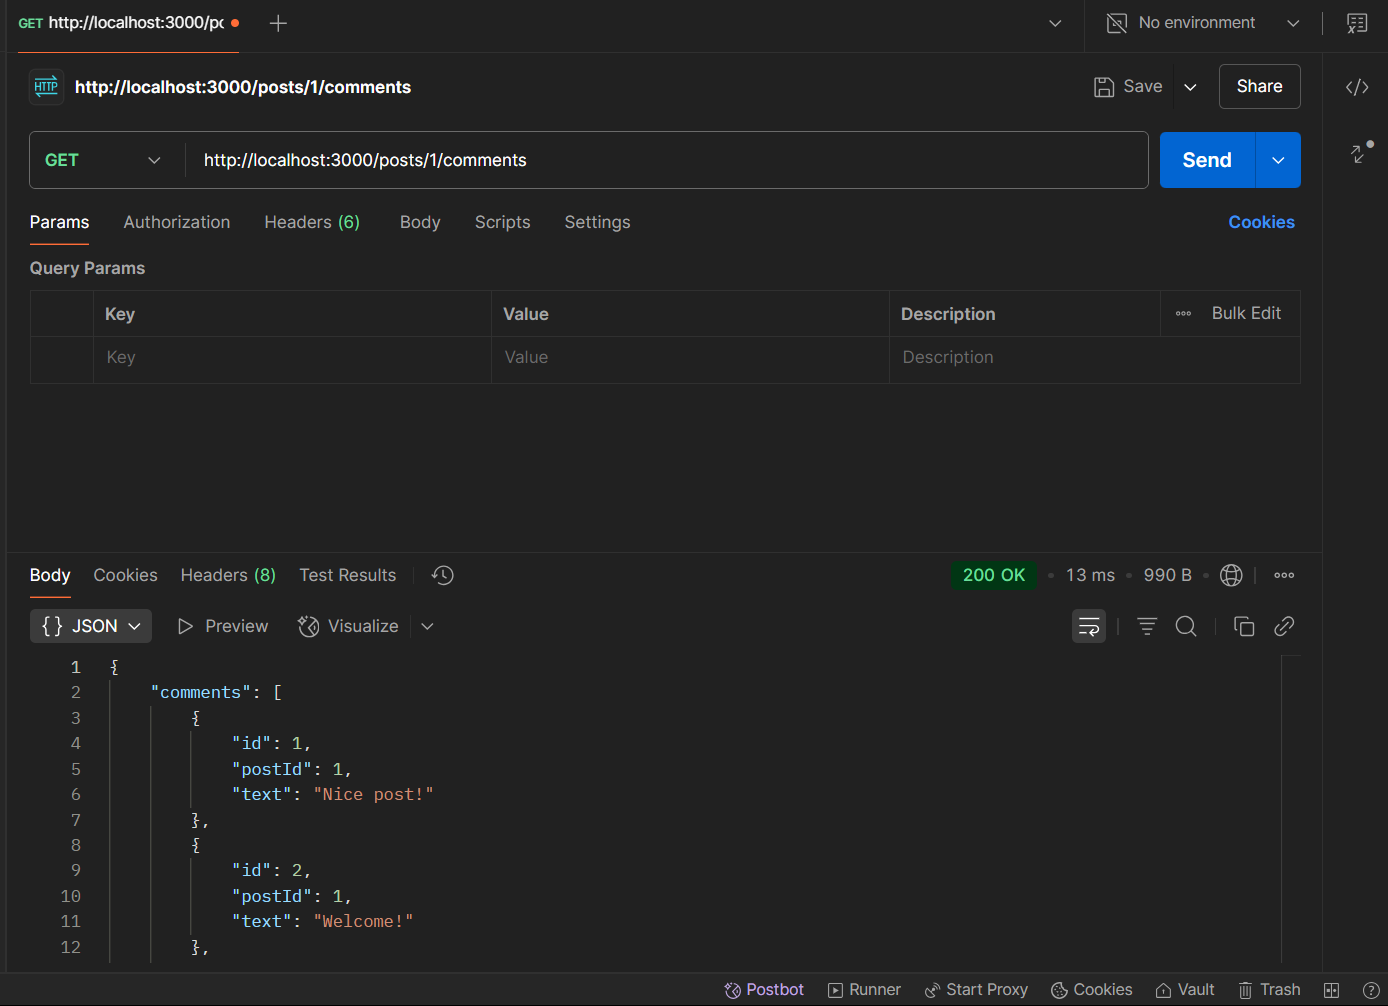 GET http://localhost:3000/po
No environment
HTTP http://localhost:3000/posts/1/comments
Save
Share
GET
http://localhost:3000/posts/1/comments
Send
Params Authorization Headers (6) Body Scripts Settings Cookies
Query Params
Key Value Description Bulk Edit
Key Value Description
Body Cookies Headers (8) Test Results 200 OK • 13 ms • 990 B •
{ } JSON Preview Visualize
1 {
2 "comments": [
3 {
4 "id": 1,
5 "postId": 1,
6 "text": "Nice post!"
7 },
8 {
9 "id": 2,
10 "postId": 1,
11 "text": "Welcome!"
12 },
Postbot Runner Start Proxy Cookies Vault Trash